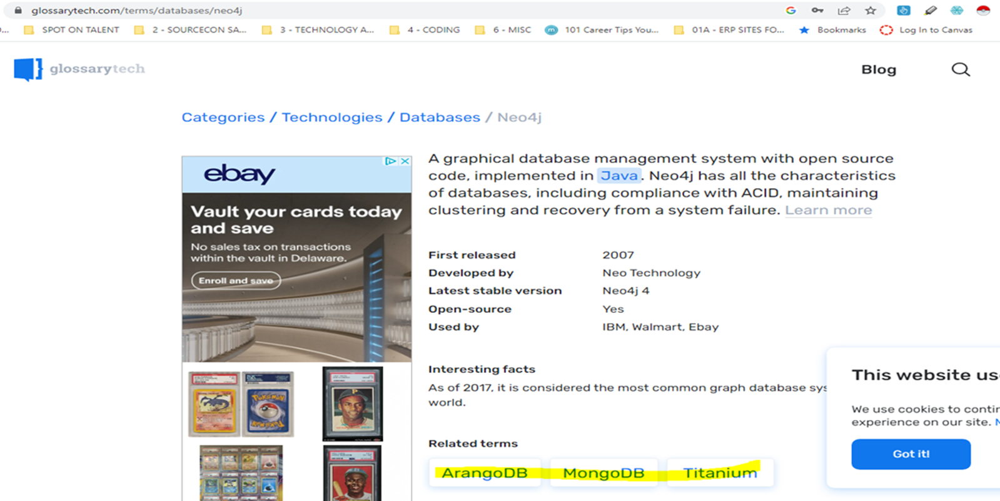 glossarytech.com/terms/databases/neo4j
SPOT ON TALENT 2 - SOURCECON SA... 3 - TECHNOLOGY A... 4 - CODING 6 - MISC 101 Career Tips You... 01A - ERP SITES FO... Bookmarks Log In to Canvas
glossarytech
Blog
Categories / Technologies / Databases / Neo4j
ebay
Vault your cards today
and save
No sales tax on transactions
within the vault in Delaware.
Enroll and save
A graphical database management system with open source
code, implemented in Java. Neo4j has all the characteristics
of databases, including compliance with ACID, maintaining
clustering and recovery from a system failure. Learn more
First released 2007
Developed by Neo Technology
Latest stable version Neo4j 4
Open-source Yes
Used by IBM, Walmart, Ebay
Interesting facts
As of 2017, it is considered the most common graph database sys
world.
Related terms
ArangoDB MongoDB Titanium
This website us
We use cookies to contin
experience on our site.
Got it!